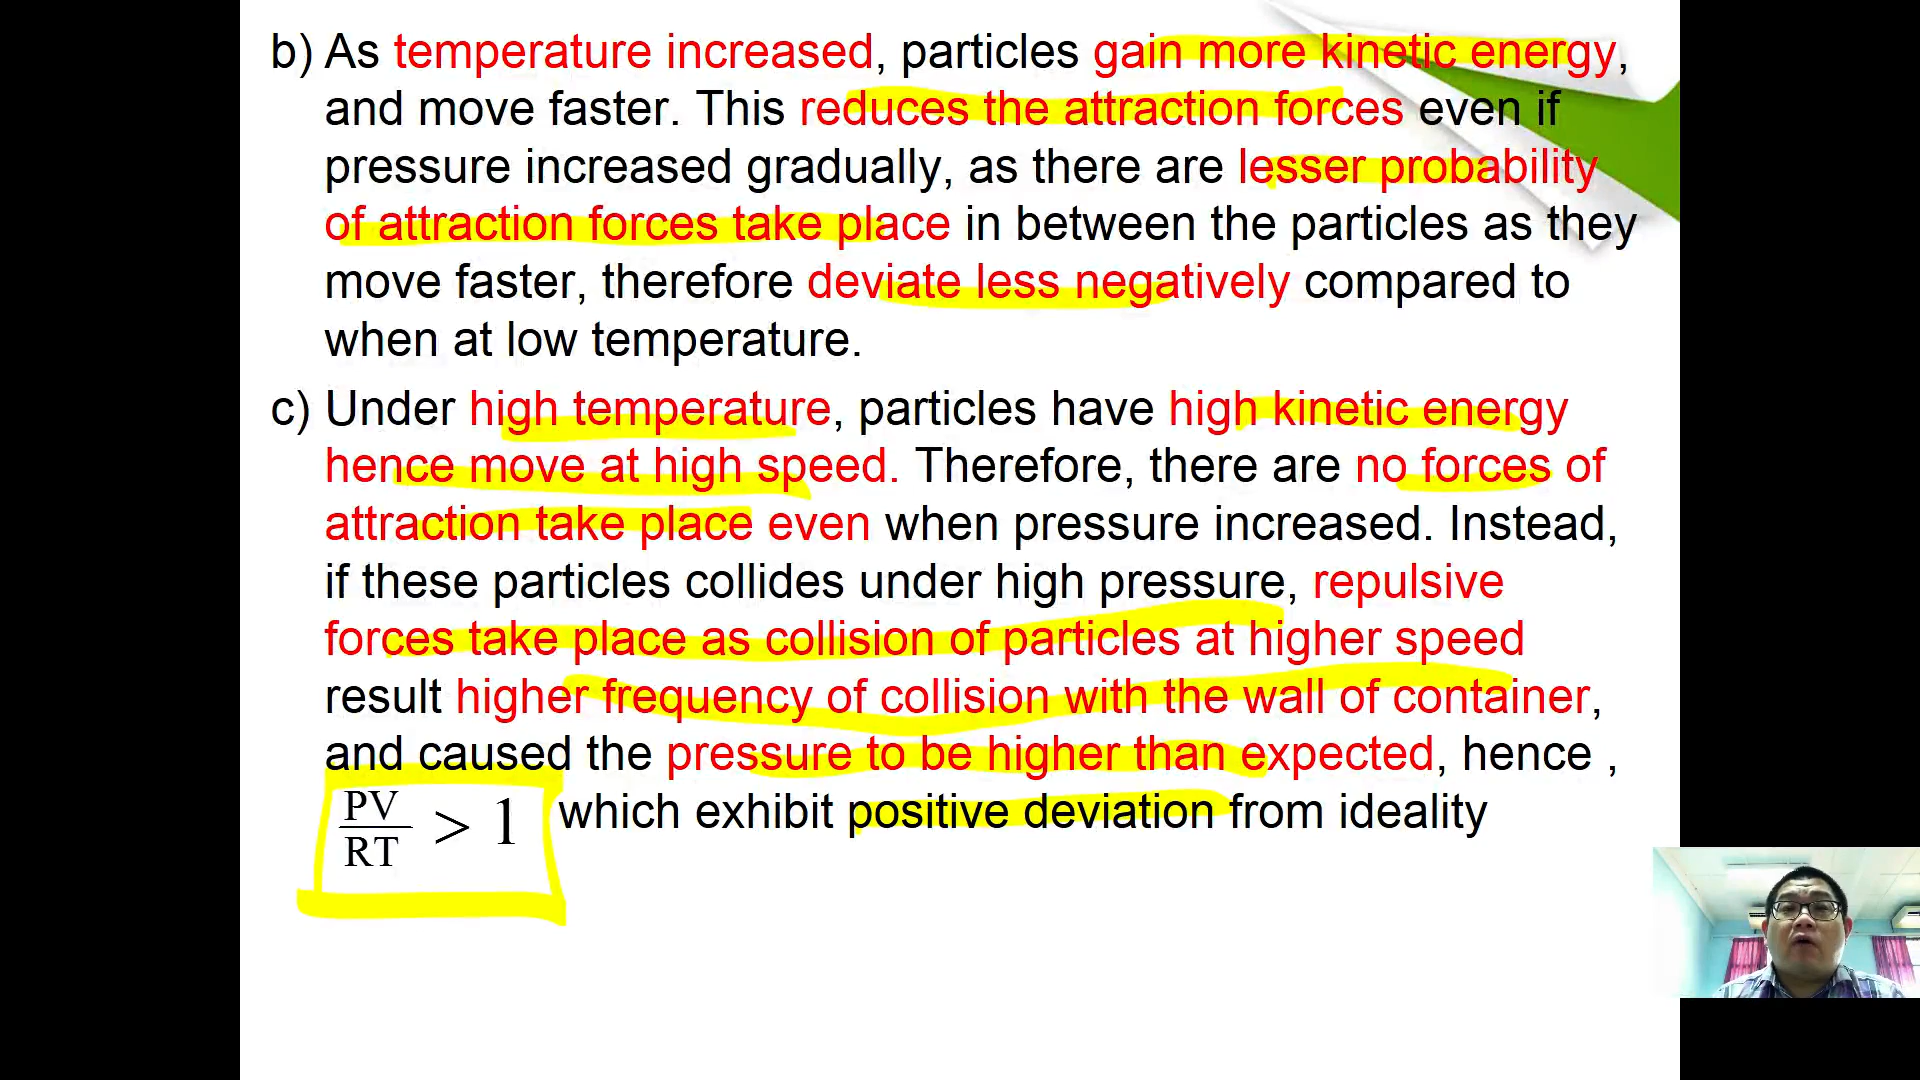 b) As temperature increased, particles gain more kinetic energy,
and move faster. This reduces the attraction forces even if
pressure increased gradually, as there are lesser probability
of attraction forces take place in between the particles as they
move faster, therefore deviate less negatively compared to
when at low temperature.
c) Under high temperature, particles have high kinetic energy
hence move at high speed. Therefore, there are no forces of
attraction take place even when pressure increased. Instead,
if these particles collides under high pressure, repulsive
forces take place as collision of particles at higher speed
result higher frequency of collision with the wall of container,
and caused the pressure to be higher than expected, hence ,
PV/RT > 1 which exhibit positive deviation from ideality